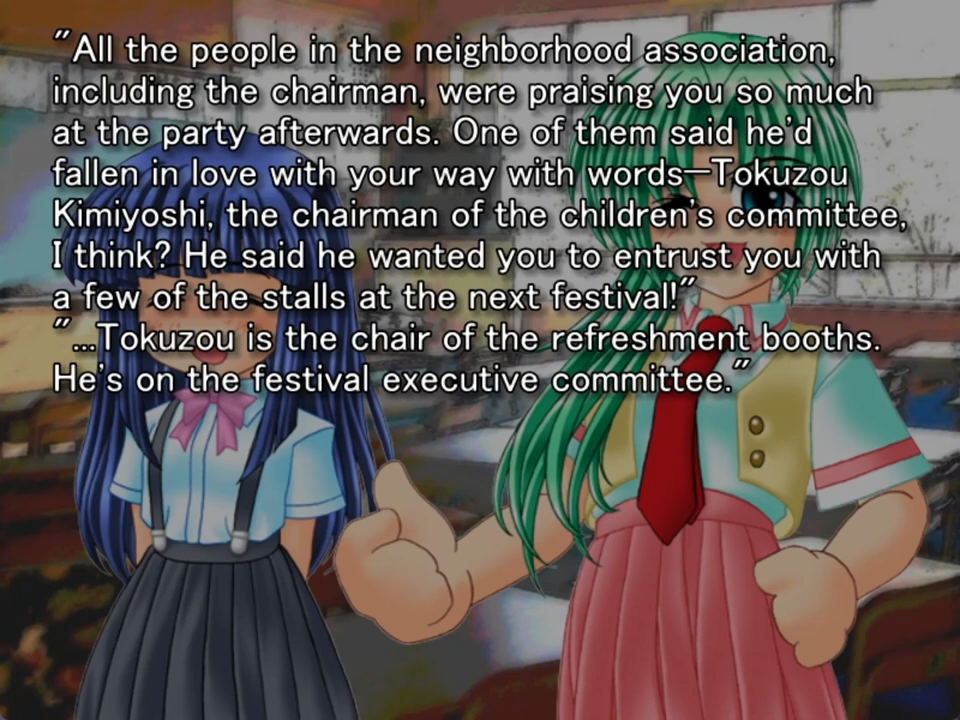 "All the people in the neighborhood association,
including the chairman, were praising you so much
at the party afterwards. One of them said he'd
fallen in love with your way with words—Tokuzou
Kimiyoshi, the chairman of the children's committee,
I think? He said he wanted you to entrust you with
a few of the stalls at the next festival!"
"...Tokuzou is the chair of the refreshment booths.
He's on the festival executive committee."